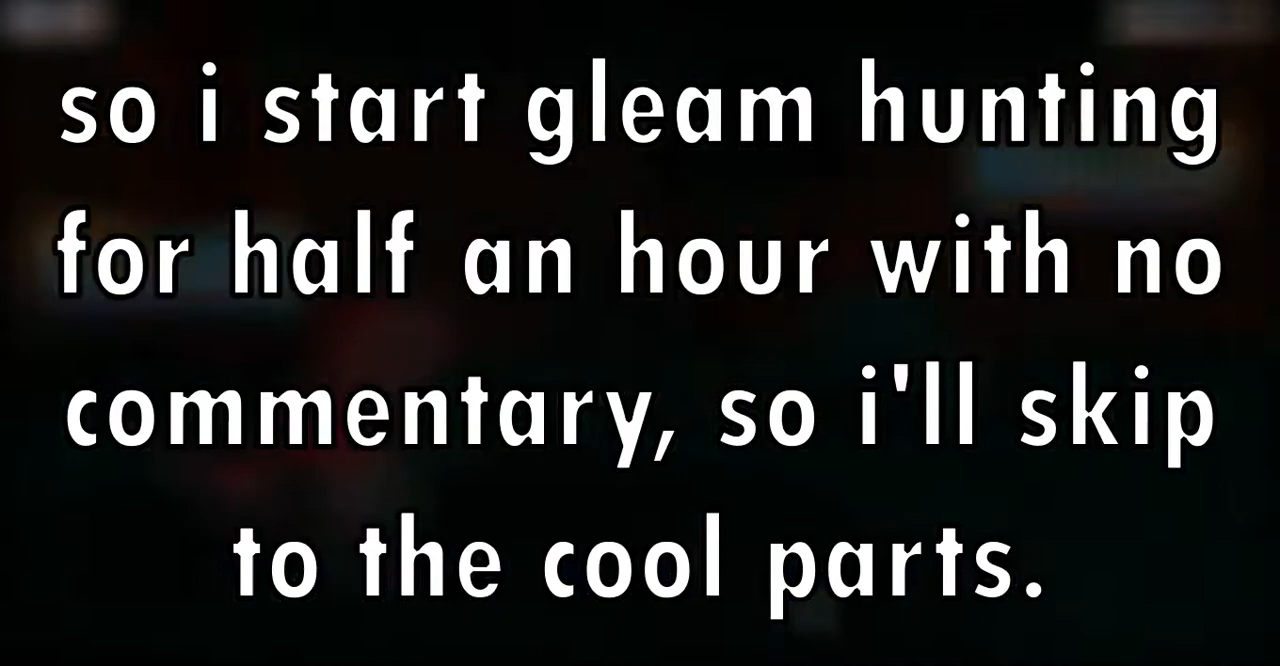 so i start gleam hunting
for half an hour with no
commentary, so i'll skip
to the cool parts.